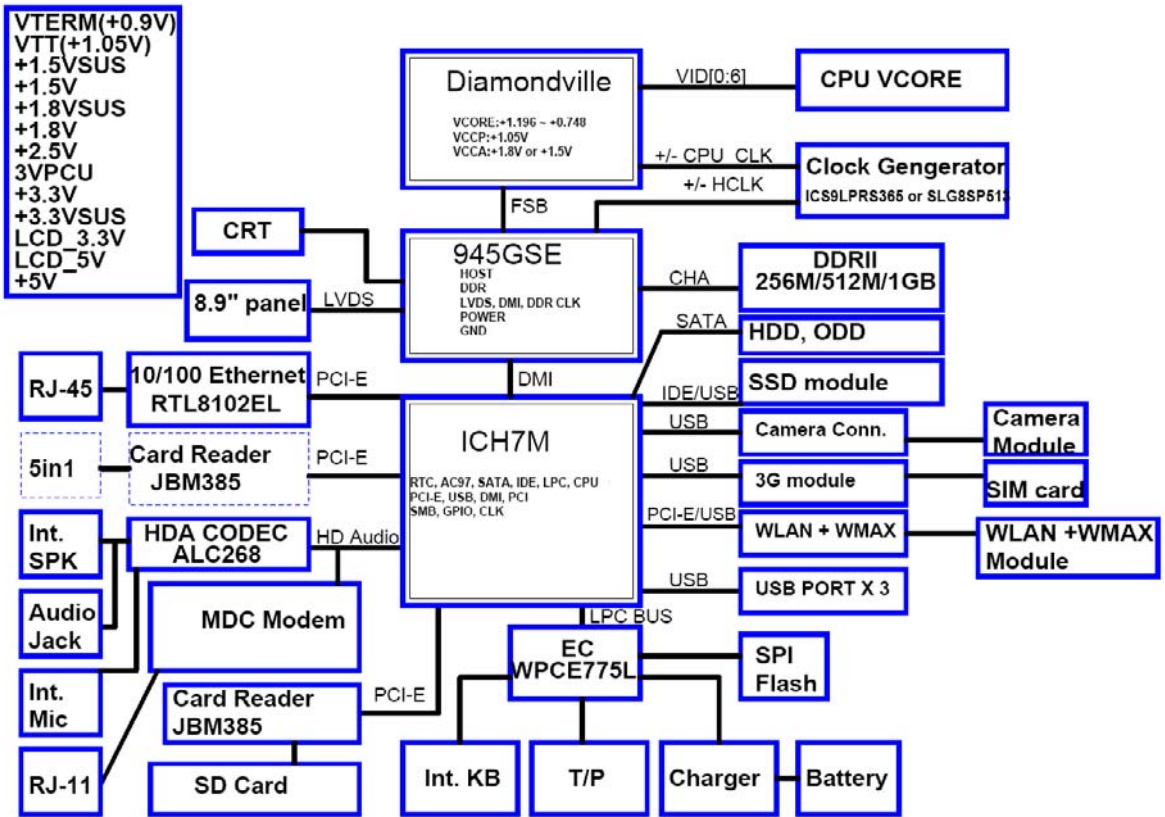 VTERM(+0.9V)
VTT(+1.05V)
+1.5VSUS
+1.5V
+1.8VSUS
+1.8V
+2.5V
3VPCU
+3.3V
+3.3VSUS
LCD_3.3V
LCD_5V
+5V
Diamondville
VCORE:+1.196 ~ +0.748
VCCP:+1.05V
VCCA:+1.8V or +1.5V
VID[0:6]
CPU VCORE
+/- CPU CLK
+/- HCLK
Clock Gengerator
ICS9LPRS365 or SLG8SP513
FSB
CRT
8.9" panel
LVDS
945GSE
HOST
DDR
LVDS, DMI, DDR CLK
POWER
GND
CHA
DDRII
256M/512M/1GB
SATA
HDD, ODD
DMI
IDE/USB
SSD module
RJ-45
10/100 Ethernet
RTL8102EL
PCI-E
5in1
Card Reader
JBM385
PCI-E
ICH7M
RTC, AC97, SATA, IDE, LPC, CPU
PCI-E, USB, DMI, PCI
SMB, GPIO, CLK
USB
Camera Conn.
Camera
Module
USB
3G module
SIM card
PCI-E/USB
WLAN + WMAX
WLAN +WMAX
Module
USB
USB PORT X 3
Int.
SPK
HDA CODEC
ALC268
HD Audio
Audio
Jack
MDC Modem
Int.
Mic
RJ-11
Card Reader
JBM385
PCI-E
SD Card
LPC BUS
EC
WPCE775L
SPI
Flash
Int. KB
T/P
Charger
Battery